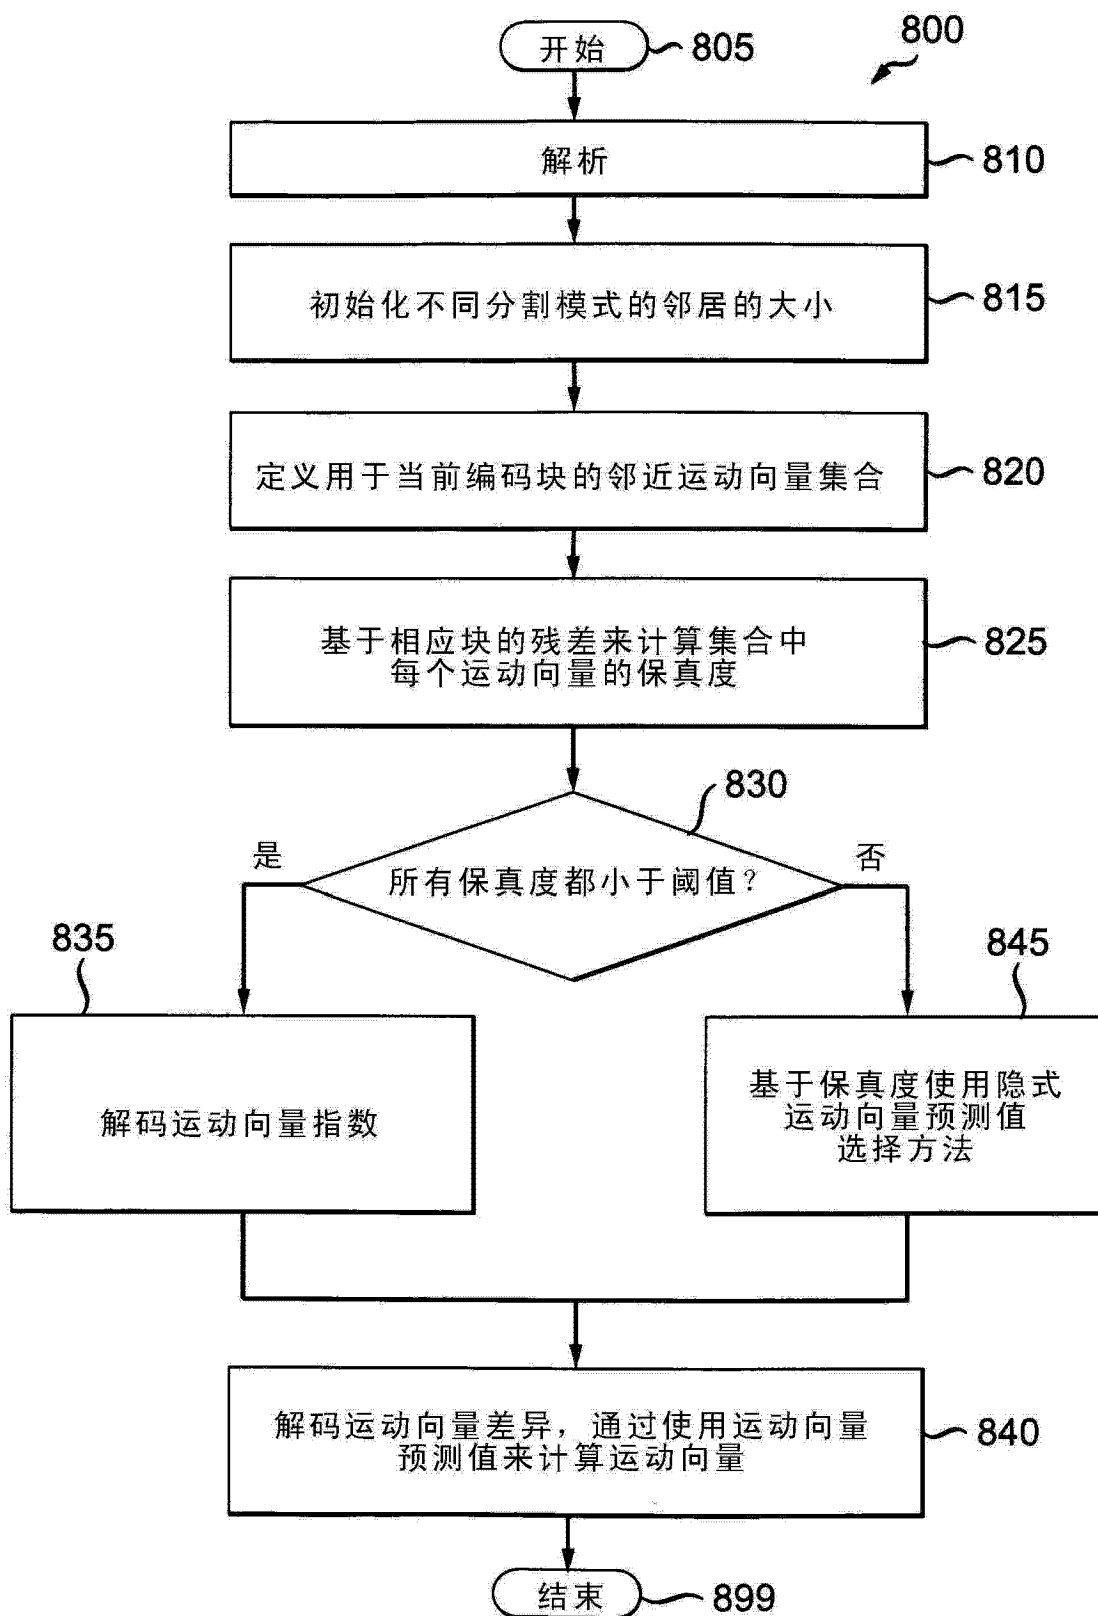 开始
805
800
解析
810
初始化不同分割模式的邻居的大小
815
定义用于当前编码块的邻近运动向量集合
820
基于相应块的残差来计算集合中
每个运动向量的保真度
825
830
是
所有保真度都小于阈值？
否
835
845
解码运动向量指数
基于保真度使用隐式
运动向量预测值
选择方法
解码运动向量差异，通过使用运动向量
预测值来计算运动向量
840
结束
899